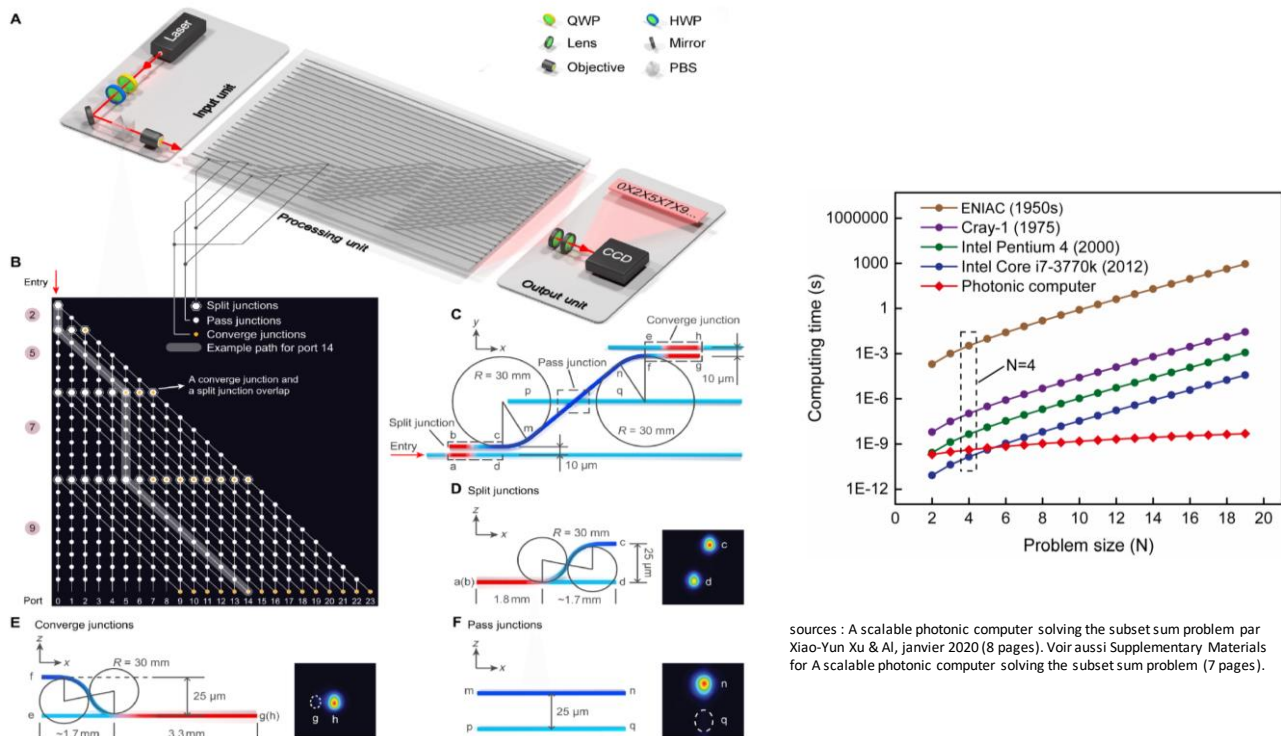 A
Laser
Input unit
QWP
HWP
Lens
Mirror
Objective
PBS
Processing unit
0X2X5X7X9...
CCD
Output unit
B
Entry
2
5
7
9
Split junctions
Pass junctions
Converge junctions
Example path for port 14
A converge junction and
a split junction overlap
Port 0 1 2 3 4 5 6 7 8 9 10 11 12 13 14 15 16 17 18 19 20 21 22 23
C
y
x
Converge junction
e h
f g
10 µm
R = 30 mm
Pass junction
n
p q
m
R = 30 mm
Split junction
b c
Entry
a d
10 µm
D Split junctions
z
x
R = 30 mm
c
25 µm
a(b) d
1.8 mm ~1.7 mm
c
d
E Converge junctions
z
x
R = 30 mm
f
25 µm
e g(h)
~1.7 mm 3.3 mm
g h
F Pass junctions
z
x
m n
25 µm
p q
n
q
ENIAC (1950s)
Cray-1 (1975)
Intel Pentium 4 (2000)
Intel Core i7-3770k (2012)
Photonic computer
N=4
Computing time (s)
1000000
1000
1
1E-3
1E-6
1E-9
1E-12
0 2 4 6 8 10 12 14 16 18 20
Problem size (N)
sources : A scalable photonic computer solving the subset sum problem par
Xiao-Yun Xu & Al, janvier 2020 (8 pages). Voir aussi Supplementary Materials
for A scalable photonic computer solving the subset sum problem (7 pages).